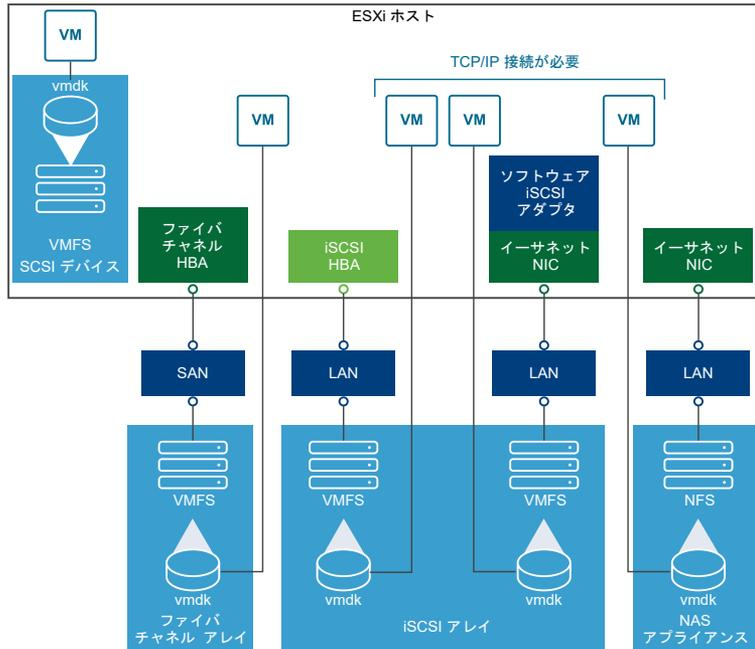 ESXi ホスト
VM
vmdk
VMFS
SCSI デバイス
TCP/IP 接続が必要
VM
VM
VM
VM
ファイバ
チャネル
HBA
iSCSI
HBA
ソフトウェア
iSCSI
アダプタ
イーサネット
NIC
イーサネット
NIC
SAN
LAN
LAN
LAN
VMFS
VMFS
VMFS
NFS
vmdk
vmdk
vmdk
vmdk
ファイバ
チャネル アレイ
iSCSI アレイ
NAS
アプライアンス